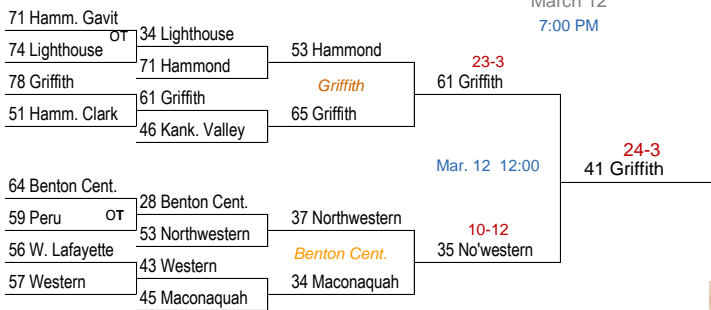 March 12
7:00 PM
71 Hamm. Gavit
OT
74 Lighthouse
34 Lighthouse
71 Hammond
53 Hammond
78 Griffith
51 Hamm. Clark
61 Griffith
46 Kank. Valley
Griffith
65 Griffith
23-3
61 Griffith
Mar. 12 12:00
24-3
41 Griffith
64 Benton Cent.
59 Peru OT
28 Benton Cent.
53 Northwestern
37 Northwestern
56 W. Lafayette
57 Western
43 Western
45 Maconaquah
Benton Cent.
34 Maconaquah
10-12
35 No'western